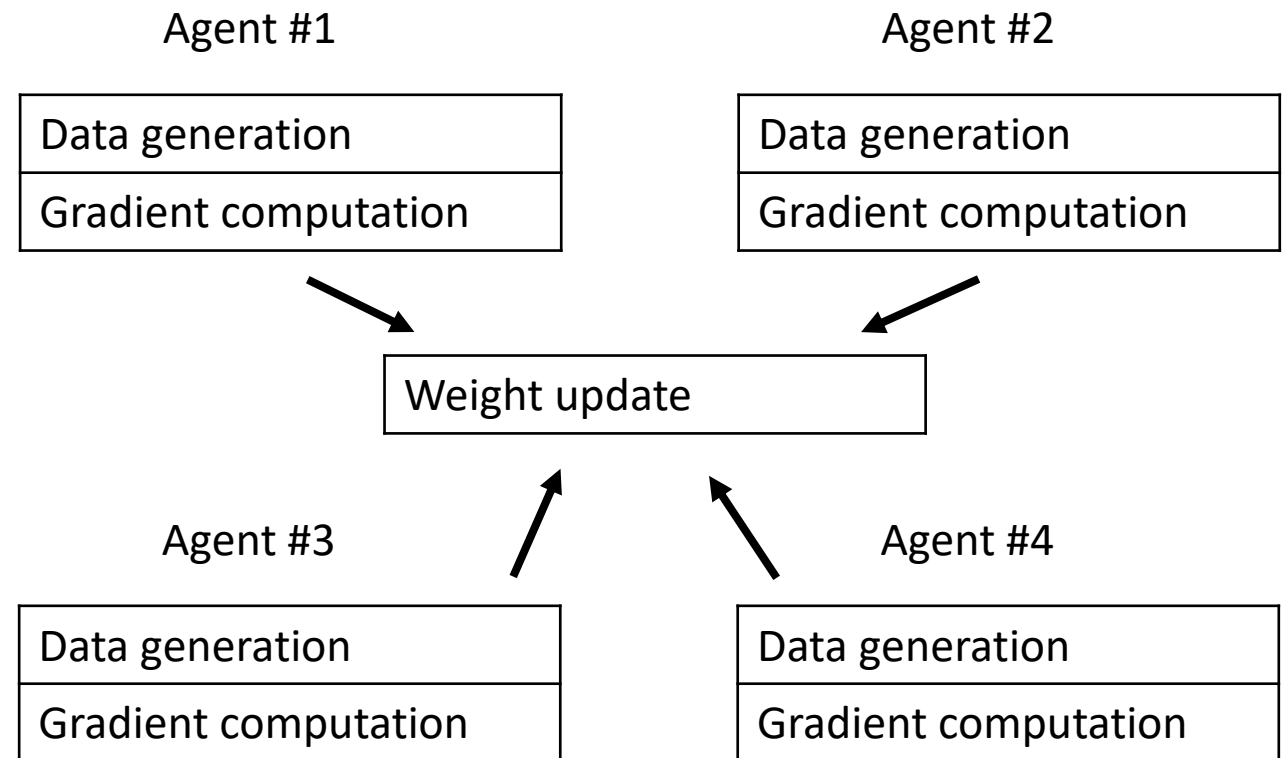 Agent #1
Agent #2
Data generation
Gradient computation
Data generation
Gradient computation
Weight update
Agent #3
Agent #4
Data generation
Gradient computation
Data generation
Gradient computation